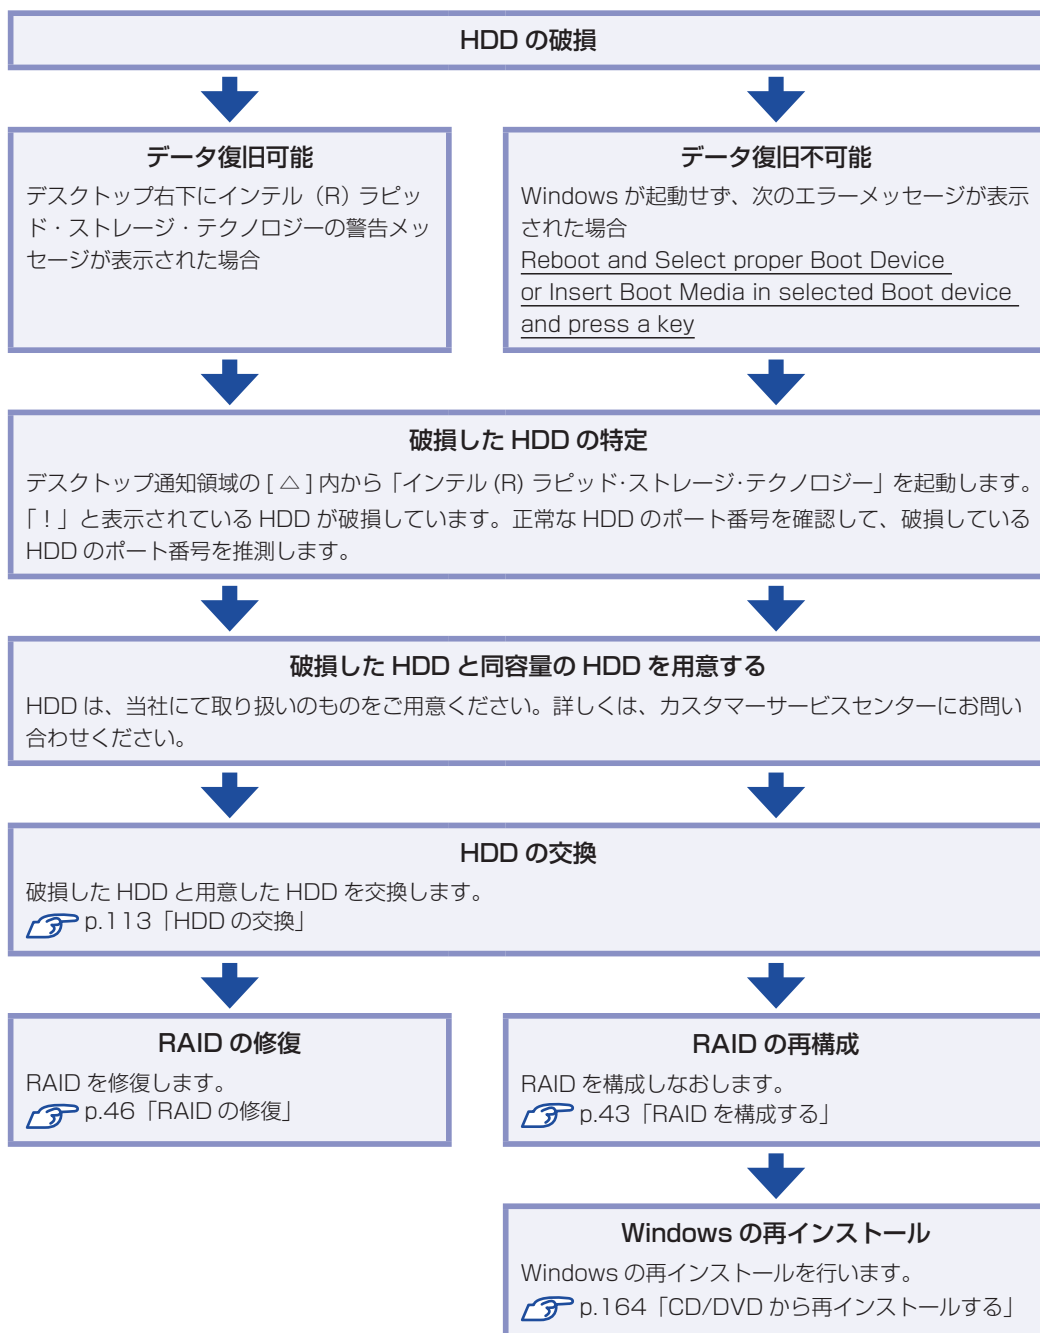 HDD の破損
データ復旧可能
デスクトップ右下にインテル（R）ラピッ
ド・ストレージ・テクノロジーの警告メッ
セージが表示された場合
データ復旧不可能
Windows が起動せず、次のエラーメッセージが表示
された場合
Reboot and Select proper Boot Device
or Insert Boot Media in selected Boot device
and press a key
破損した HDD の特定
デスクトップ通知領域の [ △ ] 内から「インテル (R) ラピッド・ストレージ・テクノロジー」を起動します。
「！」と表示されている HDD が破損しています。正常な HDD のポート番号を確認して、破損している
HDD のポート番号を推測します。
破損した HDD と同容量の HDD を用意する
HDD は、当社にて取り扱いのものをご用意ください。詳しくは、カスタマーサービスセンターにお問い
合わせください。
HDD の交換
破損した HDD と用意した HDD を交換します。
p.113「HDD の交換」
RAID の修復
RAID を修復します。
p.46「RAID の修復」
RAID の再構成
RAID を構成しなおします。
p.43「RAID を構成する」
Windows の再インストール
Windows の再インストールを行います。
p.164「CD/DVD から再インストールする」